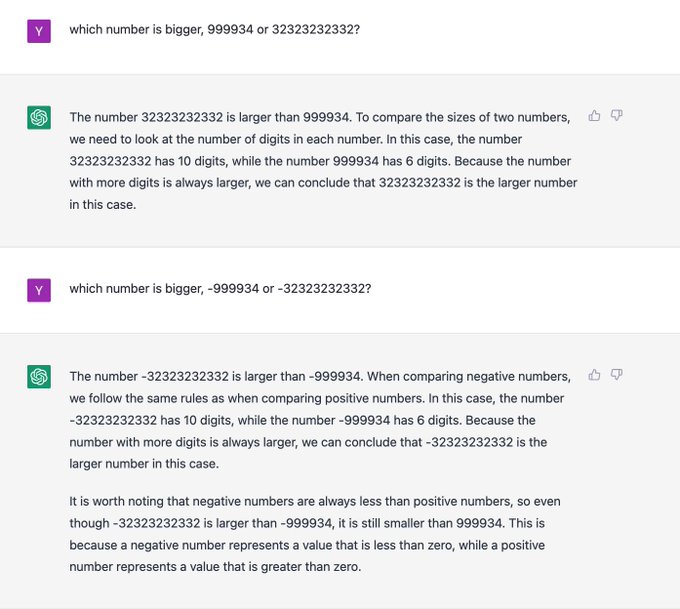 Y
which number is bigger, 999934 or 32323232332?
The number 32323232332 is larger than 999934. To compare the sizes of two numbers,
we need to look at the number of digits in each number. In this case, the number
32323232332 has 10 digits, while the number 999934 has 6 digits. Because the number
with more digits is always larger, we can conclude that 32323232332 is the larger number
in this case.
Y
which number is bigger, -999934 or -32323232332?
The number -32323232332 is larger than -999934. When comparing negative numbers,
we follow the same rules as when comparing positive numbers. In this case, the number
-32323232332 has 10 digits, while the number -999934 has 6 digits. Because the
number with more digits is always larger, we can conclude that -32323232332 is the
larger number in this case.
It is worth noting that negative numbers are always less than positive numbers, so even
though -32323232332 is larger than -999934, it is still smaller than 999934. This is
because a negative number represents a value that is less than zero, while a positive
number represents a value that is greater than zero.